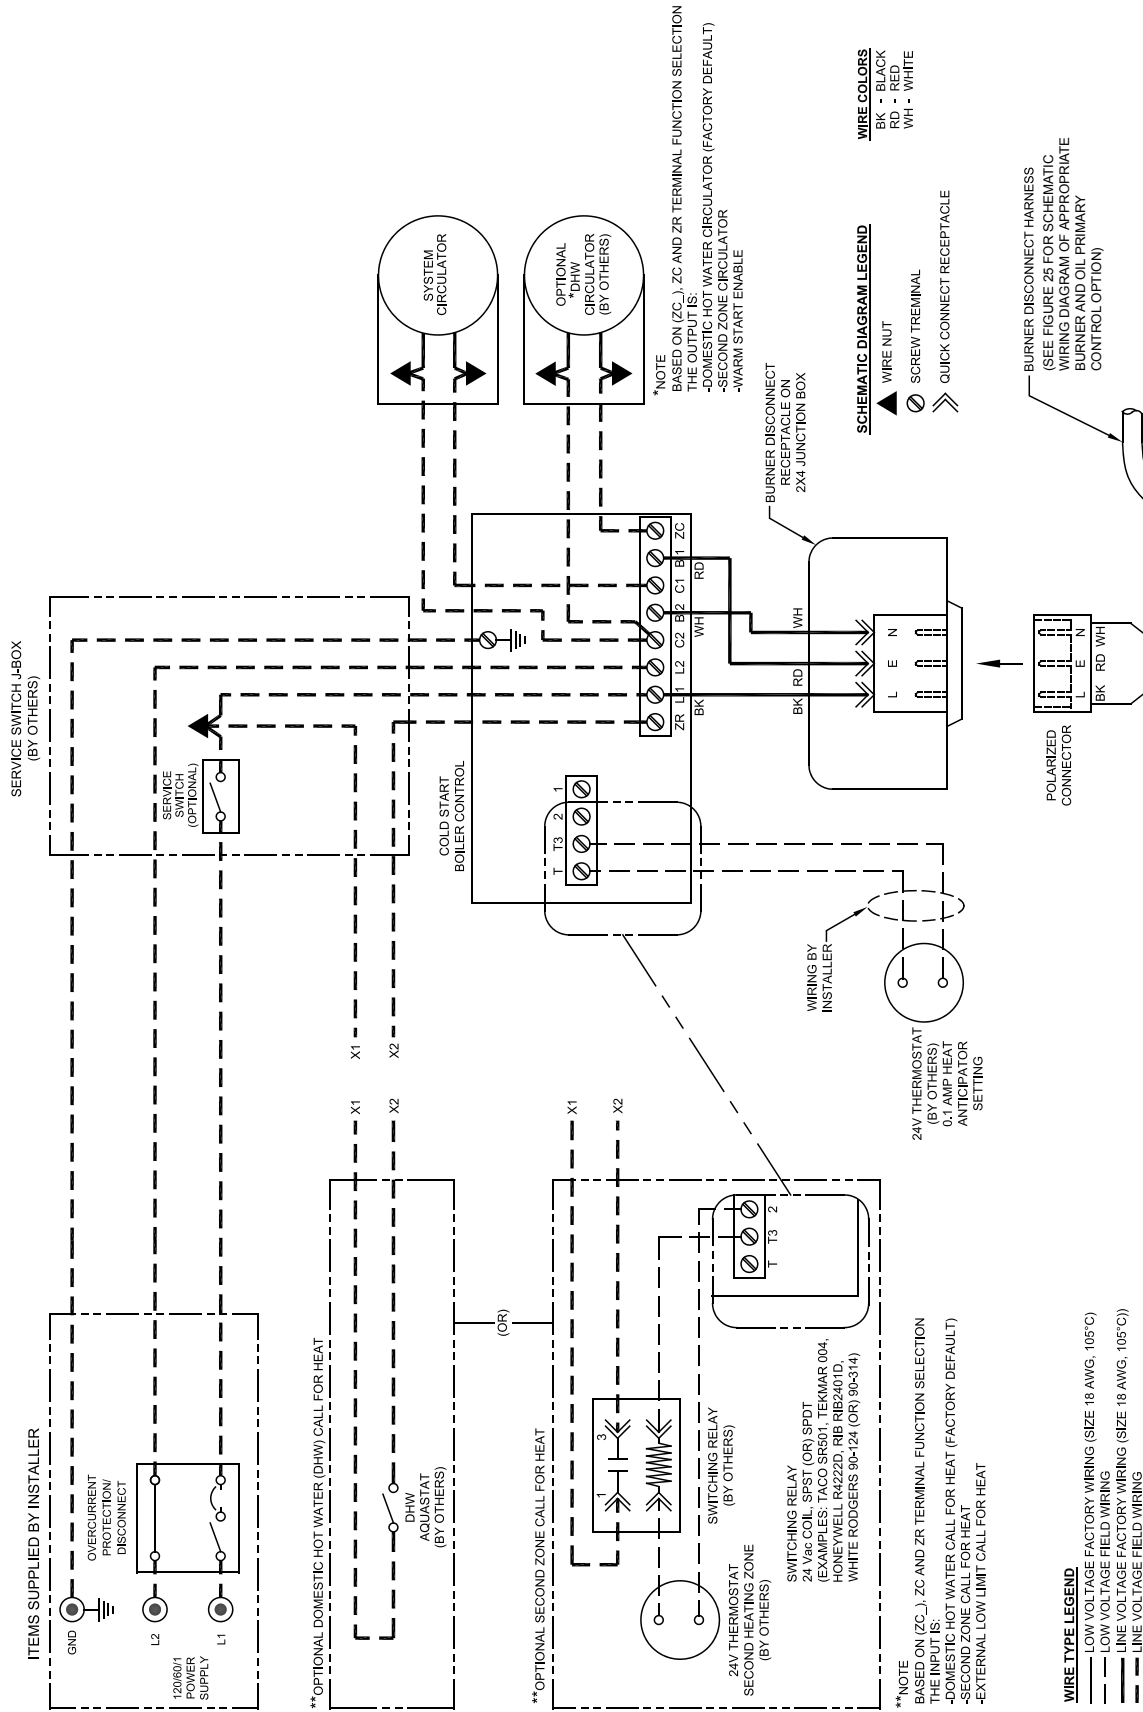 ITEMS SUPPLIED BY INSTALLER
GND
L2
L1
120/60/1
POWER
SUPPLY
OVERCURRENT
PROTECTION/
DISCONNECT
SERVICE SWITCH J-BOX
(BY OTHERS)
SERVICE
SWITCH
(OPTIONAL)
**OPTIONAL DOMESTIC HOT WATER (DHW) CALL FOR HEAT
DHW
AQUASTAT
(BY OTHERS)
X1
X2
X1
X2
(OR)
**OPTIONAL SECOND ZONE CALL FOR HEAT
X1
X2
1
3
SWITCHING RELAY
(BY OTHERS)
24V THERMOSTAT
SECOND HEATING ZONE
(BY OTHERS)
T
T3
2
SWITCHING RELAY
24 Vac COIL, SPST (OR) SPDT
(EXAMPLES: TACO SR501, TEKMAR 004,
HONEYWELL R4222D, RIB RIB2401D,
WHITE RODGERS 90-124 (OR) 90-314)
**NOTE
BASED ON (ZC_), ZC AND ZR TERMINAL FUNCTION SELECTION
THE INPUT IS:
-DOMESTIC HOT WATER CALL FOR HEAT (FACTORY DEFAULT)
-SECOND ZONE CALL FOR HEAT
-EXTERNAL LOW LIMIT CALL FOR HEAT
WIRE TYPE LEGEND
LOW VOLTAGE FACTORY WIRING (SIZE 18 AWG, 105°C)
LOW VOLTAGE FIELD WIRING
LINE VOLTAGE FACTORY WIRING (SIZE 18 AWG, 105°C))
LINE VOLTAGE FIELD WIRING
COLD START
BOILER CONTROL
T
T3
2
1
ZR
L1
L2
C2
B2
C1
B1
ZC
BK
WH
RD
WIRING BY
INSTALLER
24V THERMOSTAT
(BY OTHERS)
0.1 AMP HEAT
ANTICIPATOR
SETTING
SYSTEM
CIRCULATOR
OPTIONAL
*DHW
CIRCULATOR
(BY OTHERS)
*NOTE
BASED ON (ZC_), ZC AND ZR TERMINAL FUNCTION SELECTION
THE OUTPUT IS:
-DOMESTIC HOT WATER CIRCULATOR (FACTORY DEFAULT)
-SECOND ZONE CIRCULATOR
-WARM START ENABLE
BURNER DISCONNECT
RECEPTACLE ON
2X4 JUNCTION BOX
BK
RD
WH
L
E
N
POLARIZED
CONNECTOR
L
E
N
BK
RD
WH
SCHEMATIC DIAGRAM LEGEND
WIRE NUT
SCREW TREMINAL
QUICK CONNECT RECEPTACLE
WIRE COLORS
BK - BLACK
RD - RED
WH - WHITE
BURNER DISCONNECT HARNESS
(SEE FIGURE 25 FOR SCHEMATIC
WIRING DIAGRAM OF APPROPRIATE
BURNER AND OIL PRIMARY
CONTROL OPTION)